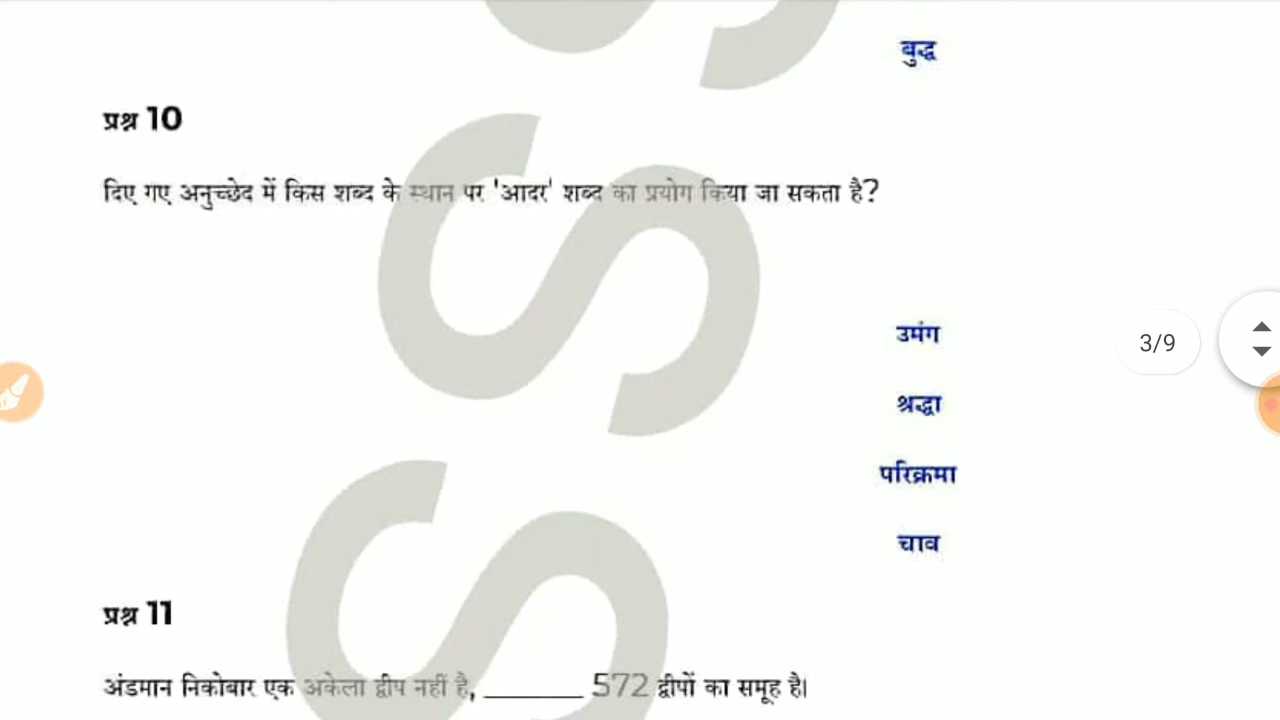 बुद्ध
प्रश्न 10
दिए गए अनुच्छेद में किस शब्द के स्थान पर 'आदर' शब्द का प्रयोग किया जा सकता है?
उमंग
श्रद्धा
3/9
परिक्रमा
चाव
प्रश्न 11
अंडमान निकोबार एक अकेला द्वीप नहीं है, ______ 572 द्वीपों का समूह है।